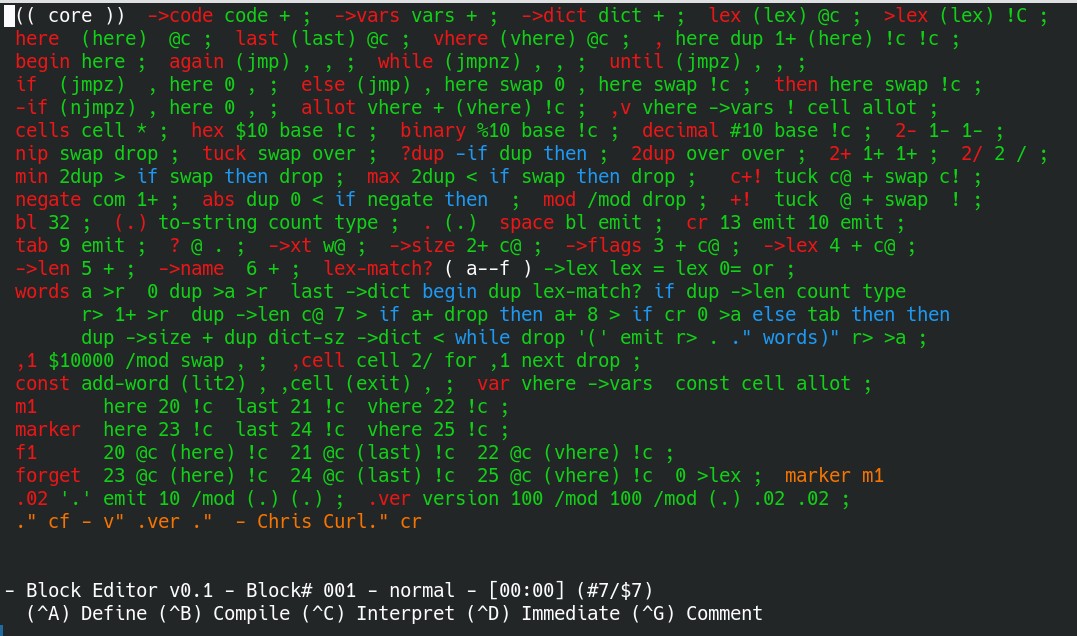 (( core ))  ->code code + ;  ->vars vars + ;  ->dict dict + ;  lex (lex) @c ;  >lex (lex) !C ;
here  (here)  @c ;  last (last) @c ;  vhere (vhere) @c ;  , here dup 1+ (here) !c !c ;
begin here ;  again (jmp) , , ;  while (jmpnz) , , ;  until (jmpz) , , ;
if  (jmpz)  , here 0 , ;  else (jmp) , here swap 0 , here swap !c ;  then here swap !c ;
-if (njmpz) , here 0 , ;  allot vhere + (vhere) !c ;  ,v vhere ->vars ! cell allot ;
cells cell * ;  hex $10 base !c ;  binary %10 base !c ;  decimal #10 base !c ;  2- 1- 1- ;
nip swap drop ;  tuck swap over ;  ?dup -if dup then ;  2dup over over ;  2+ 1+ 1+ ;  2/ 2 / ;
min 2dup > if swap then drop ;  max 2dup < if swap then drop ;   c+! tuck c@ + swap c! ;
negate com 1+ ;  abs dup 0 < if negate then  ;  mod /mod drop ;  +!  tuck  @ + swap  ! ;
bl 32 ;  (.) to-string count type ;  . (.)  space bl emit ;  cr 13 emit 10 emit ;
tab 9 emit ;  ? @ . ;  ->xt w@ ;  ->size 2+ c@ ;  ->flags 3 + c@ ;  ->lex 4 + c@ ;
->len 5 + ;  ->name  6 + ;  lex-match? ( a--f ) ->lex lex = lex 0= or ;
words a >r  0 dup >a >r  last ->dict begin dup lex-match? if dup ->len count type
r> 1+ >r  dup ->len c@ 7 > if a+ drop then a+ 8 > if cr 0 >a else tab then then
dup ->size + dup dict-sz ->dict < while drop '(' emit r> . ." words)" r> >a ;
,1 $10000 /mod swap , ;  ,cell cell 2/ for ,1 next drop ;
const add-word (lit2) , ,cell (exit) , ;  var vhere ->vars  const cell allot ;
m1      here 20 !c  last 21 !c  vhere 22 !c ;
marker  here 23 !c  last 24 !c  vhere 25 !c ;
f1      20 @c (here) !c  21 @c (last) !c  22 @c (vhere) !c ;
forget  23 @c (here) !c  24 @c (last) !c  25 @c (vhere) !c  0 >lex ;  marker m1
.02 '.' emit 10 /mod (.) (.) ;  .ver version 100 /mod 100 /mod (.) .02 .02 ;
." cf - v" .ver ."  - Chris Curl." cr
- Block Editor v0.1 - Block# 001 - normal - [00:00] (#7/$7)
(^A) Define (^B) Compile (^C) Interpret (^D) Immediate (^G) Comment